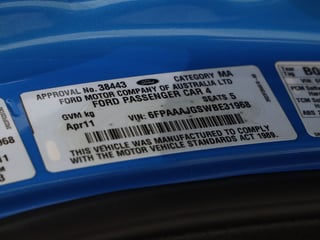 APPROVAL No. 38443 Ford CATEGORY MA
FORD MOTOR COMPANY OF AUSTRALIA LTD
FORD PASSENGER CAR 4
GVM kg SEATS 5
Apr11 VIN:
THIS VEHICLE WAS MANUFACTURED TO COMPLY
WITH THE MOTOR VEHICLE STANDARDS ACT 1989.